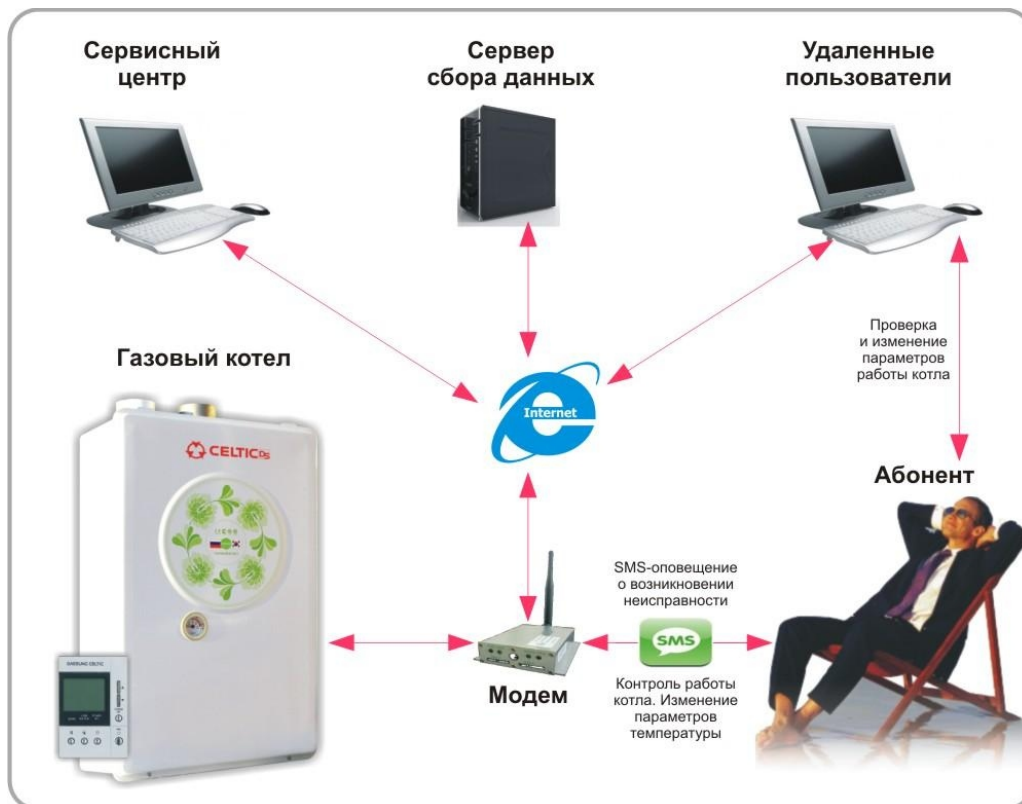 Сервисный
центр
Сервер
сбора данных
Удаленные
пользователи
Проверка
и изменение
параметров
работы котла
Газовый котел
Internet
CELTIC DS
Абонент
SMS-оповещение
о возникновении
неисправности
SMS
Контроль работы
котла. Изменение
параметров
температуры
Модем